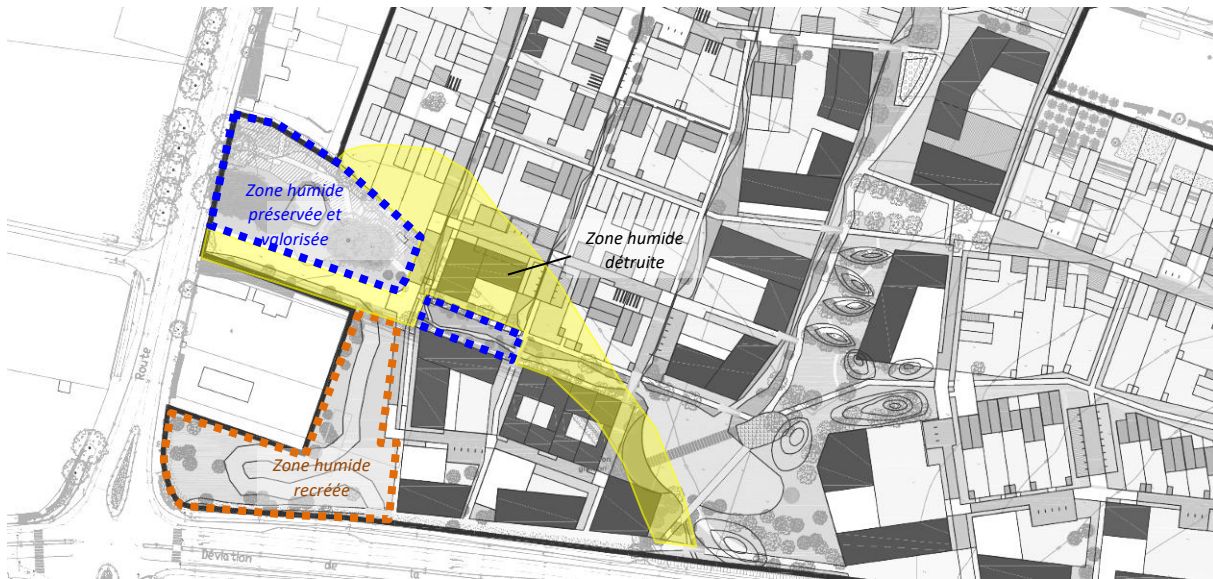 Zone humide
préservée et
valorisée
Zone humide
détruite
Route
Zone humide
recréée
Déviation de la